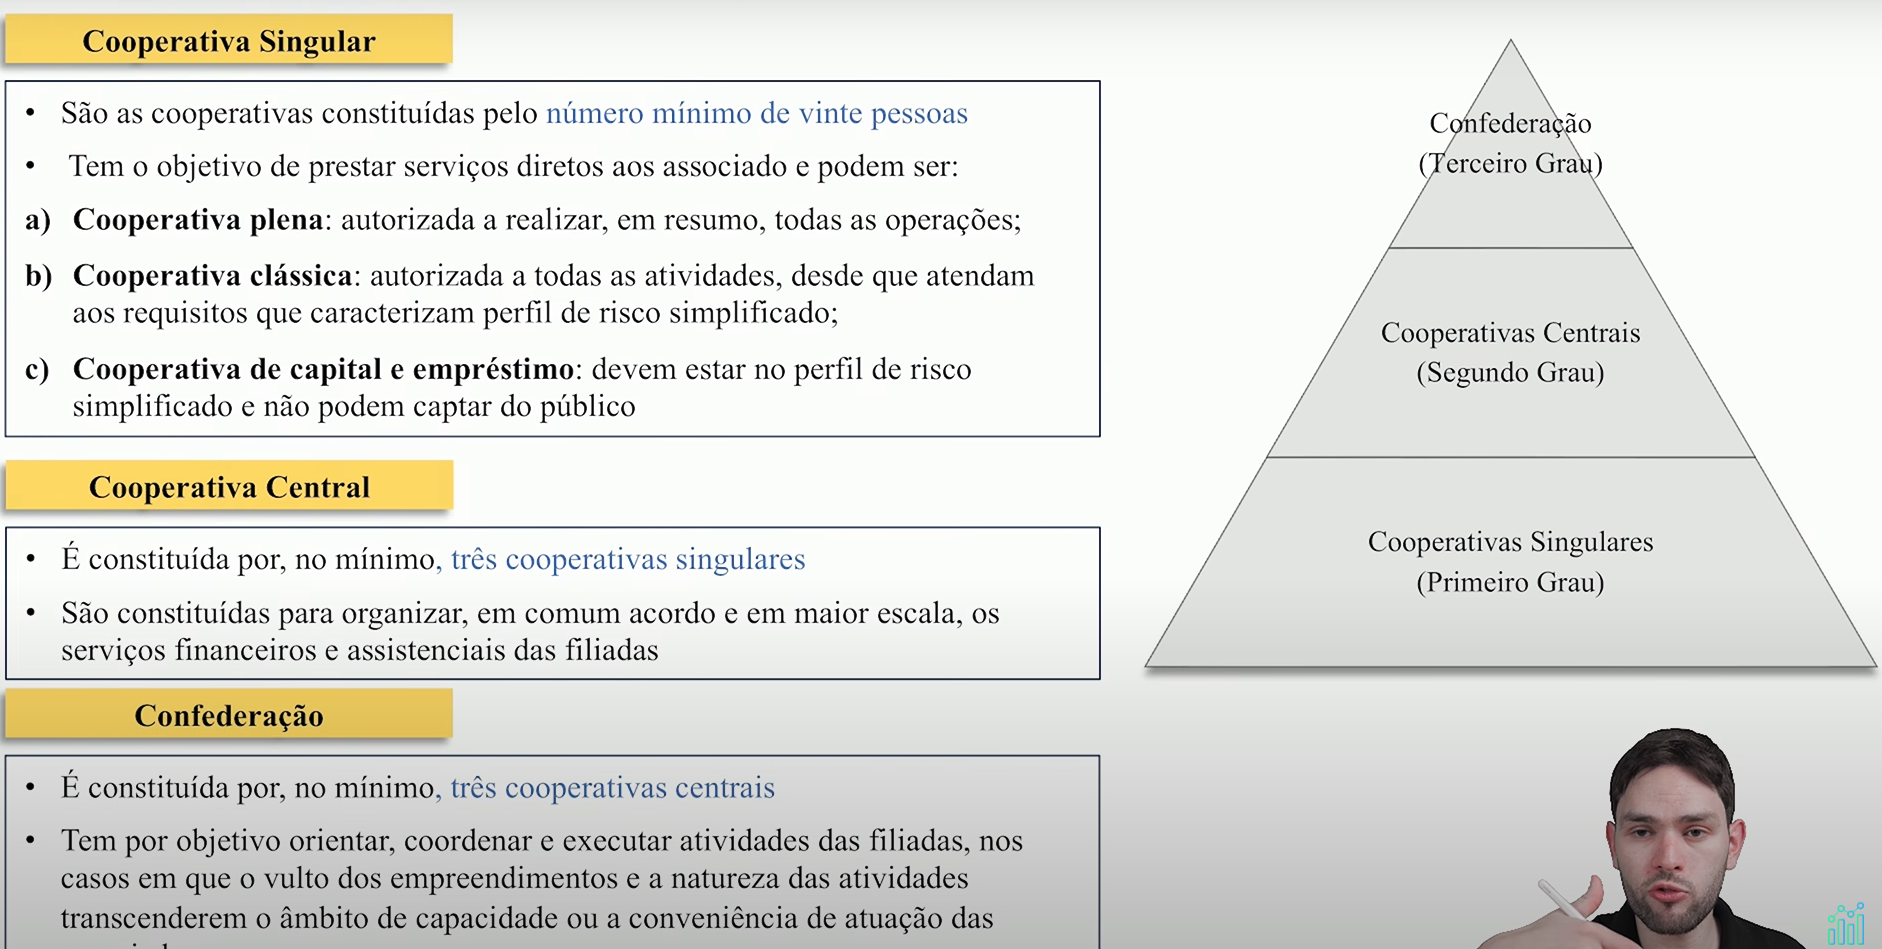 Cooperativa Singular
• São as cooperativas constituídas pelo número mínimo de vinte pessoas
• Tem o objetivo de prestar serviços diretos aos associado e podem ser:
a) Cooperativa plena: autorizada a realizar, em resumo, todas as operações;
b) Cooperativa clássica: autorizada a todas as atividades, desde que atendam
aos requisitos que caracterizam perfil de risco simplificado;
c) Cooperativa de capital e empréstimo: devem estar no perfil de risco
simplificado e não podem captar do público
Cooperativa Central
• É constituída por, no mínimo, três cooperativas singulares
• São constituídas para organizar, em comum acordo e em maior escala, os
serviços financeiros e assistenciais das filiadas
Confederação
• É constituída por, no mínimo, três cooperativas centrais
• Tem por objetivo orientar, coordenar e executar atividades das filiadas, nos
casos em que o vulto dos empreendimentos e a natureza das atividades
transcenderem o âmbito de capacidade ou a conveniência de atuação das
Confederação
(Terceiro Grau)
Cooperativas Centrais
(Segundo Grau)
Cooperativas Singulares
(Primeiro Grau)